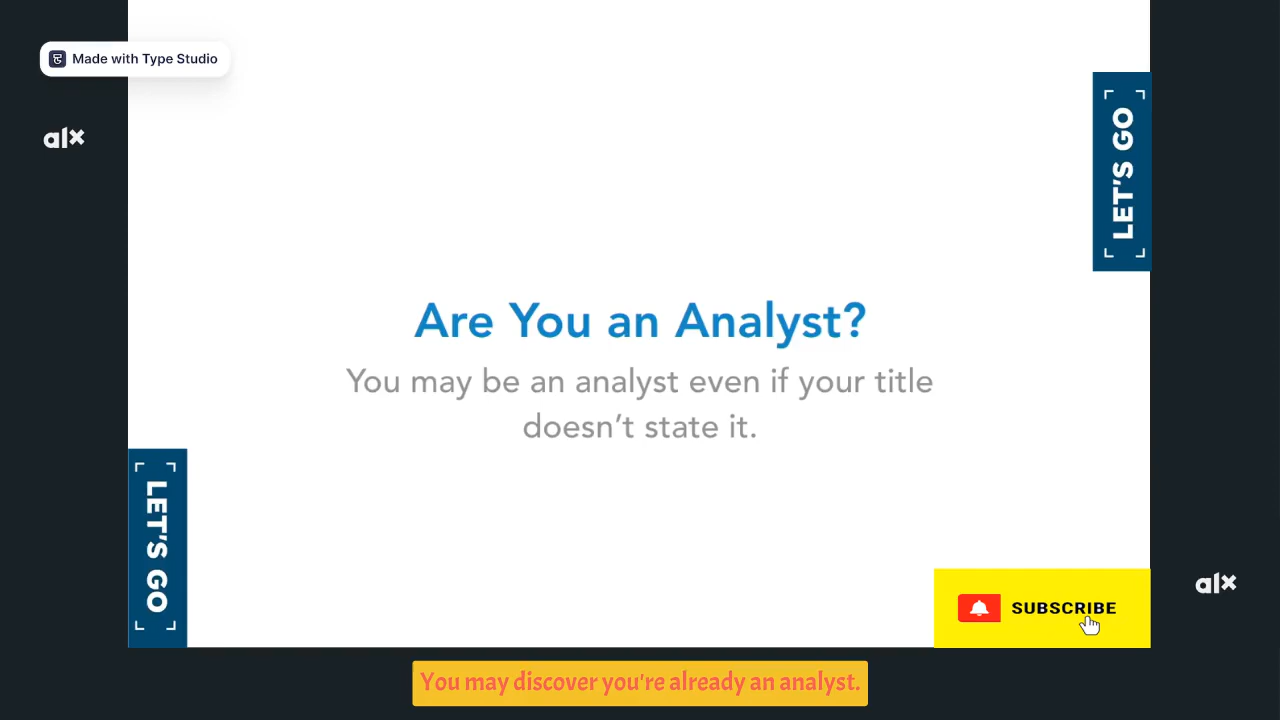 Made with Type Studio
alx
LET'S GO
Are You an Analyst?
You may be an analyst even if your title
doesn’t state it.
LET'S GO
alx
SUBSCRIBE
You may discover you're already an analyst.